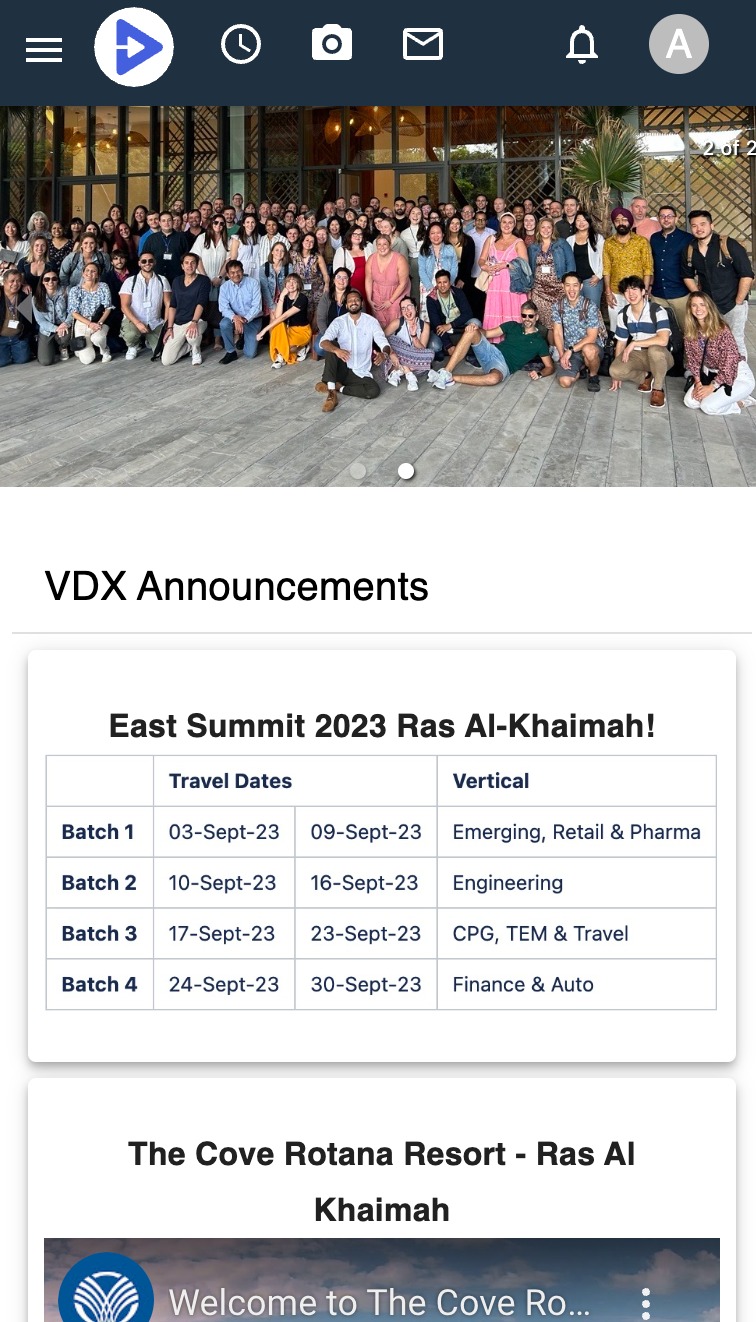 A
2 of 2
VDX Announcements
East Summit 2023 Ras Al-Khaimah!
Travel Dates Vertical
Batch 1 03-Sept-23 09-Sept-23 Emerging, Retail & Pharma
Batch 2 10-Sept-23 16-Sept-23 Engineering
Batch 3 17-Sept-23 23-Sept-23 CPG, TEM & Travel
Batch 4 24-Sept-23 30-Sept-23 Finance & Auto
The Cove Rotana Resort - Ras Al
Khaimah
Welcome to The Cove Ro...